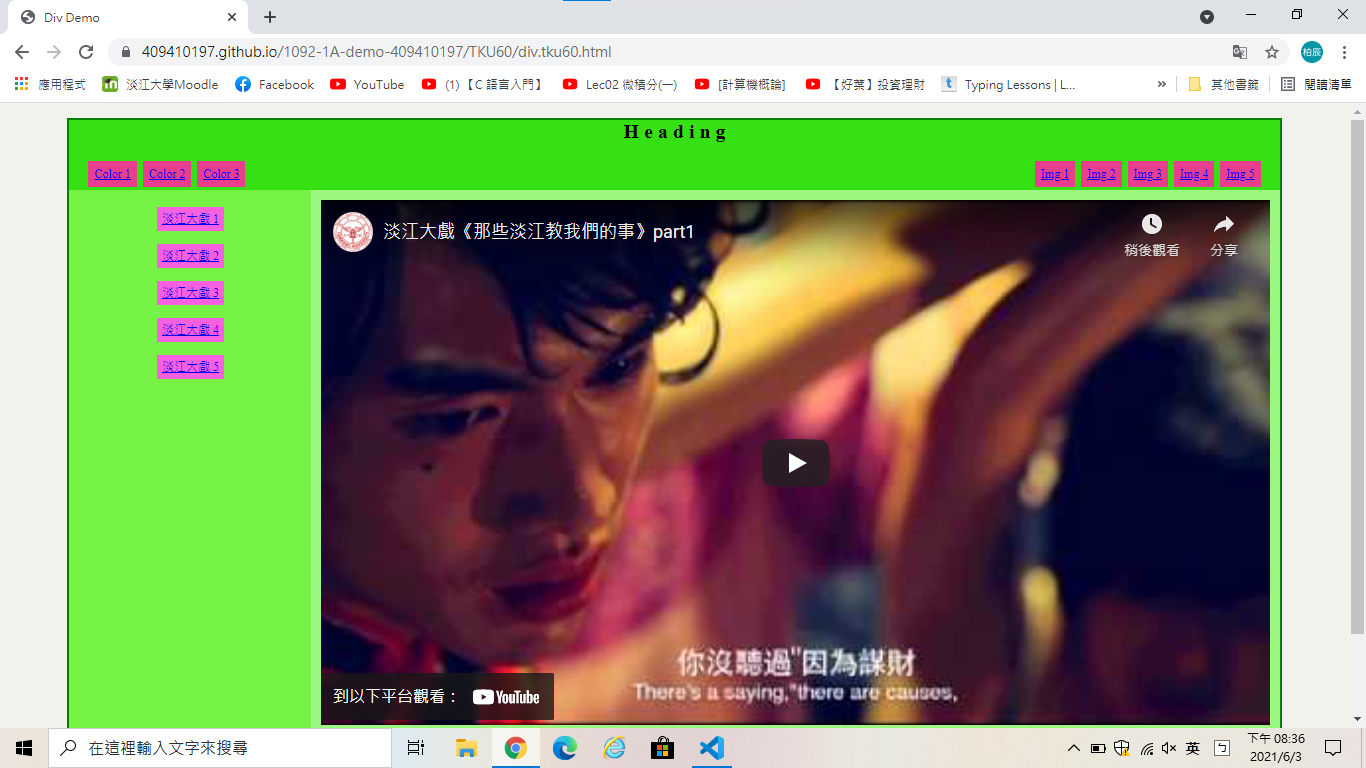 Div Demo
409410197.github.io/1092-1A-demo-409410197/TKU60/div.tku60.html
柏辰
應用程式
淡江大學Moodle
Facebook
YouTube
(1)【C 語言入門】
Lec02 微積分(一)
[計算機概論]
【好葉】投資理財
Typing Lessons | L...
其他書籤
閱讀清單
Heading
Color 1 Color 2 Color 3
Img 1 Img 2 Img 3 Img 4 Img 5
淡江大戲 1
淡江大戲 2
淡江大戲 3
淡江大戲 4
淡江大戲 5
淡江大戲《那些淡江教我們的事》part1
稍後觀看
分享
你沒聽過"因為謀財
There's a saying,"there are causes,
到以下平台觀看：
YouTube
在這裡輸入文字來搜尋
英
下午 08:36
2021/6/3